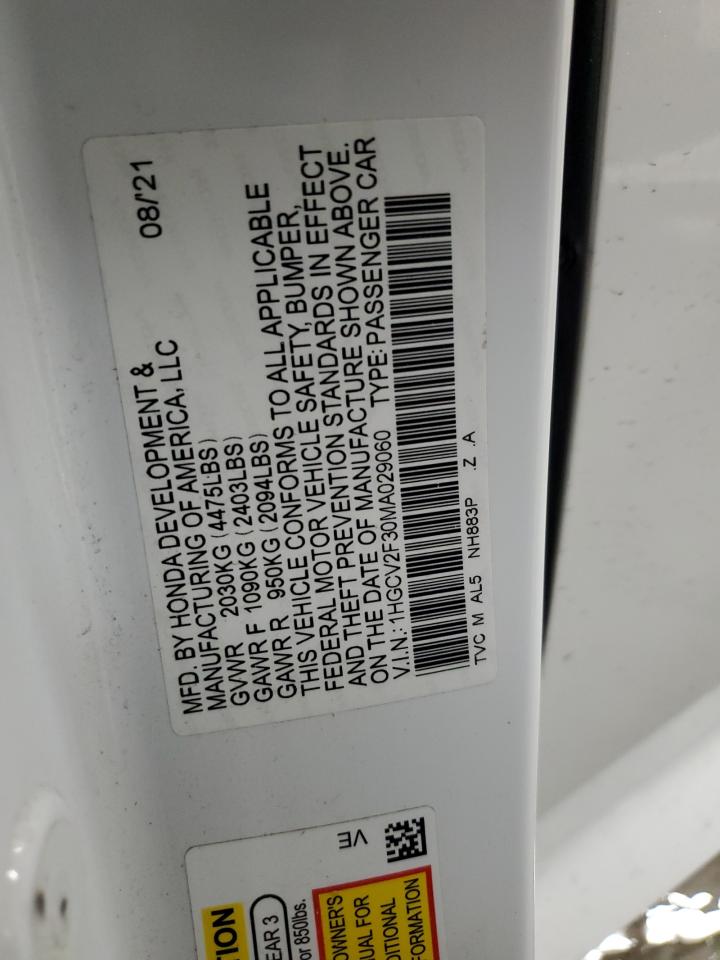 MFD. BY HONDA DEVELOPMENT & 08/'21
MANUFACTURING OF AMERICA, LLC
GVWR 2030KG (4475LBS)
GAWR F 1090KG (2403LBS)
GAWR R 950KG (2094LBS)
THIS VEHICLE CONFORMS TO ALL APPLICABLE
FEDERAL MOTOR VEHICLE SAFETY, BUMPER,
AND THEFT PREVENTION STANDARDS IN EFFECT
ON THE DATE OF MANUFACTURE SHOWN ABOVE.
V.I.N.: 1HGCV2F30MA029060 TYPE: PASSENGER CAR
TVC M AL5 NH883P .Z .A
VE
TION
EAR 3
or 850lbs.
OWNER'S
UAL FOR
DITIONAL
FORMATION